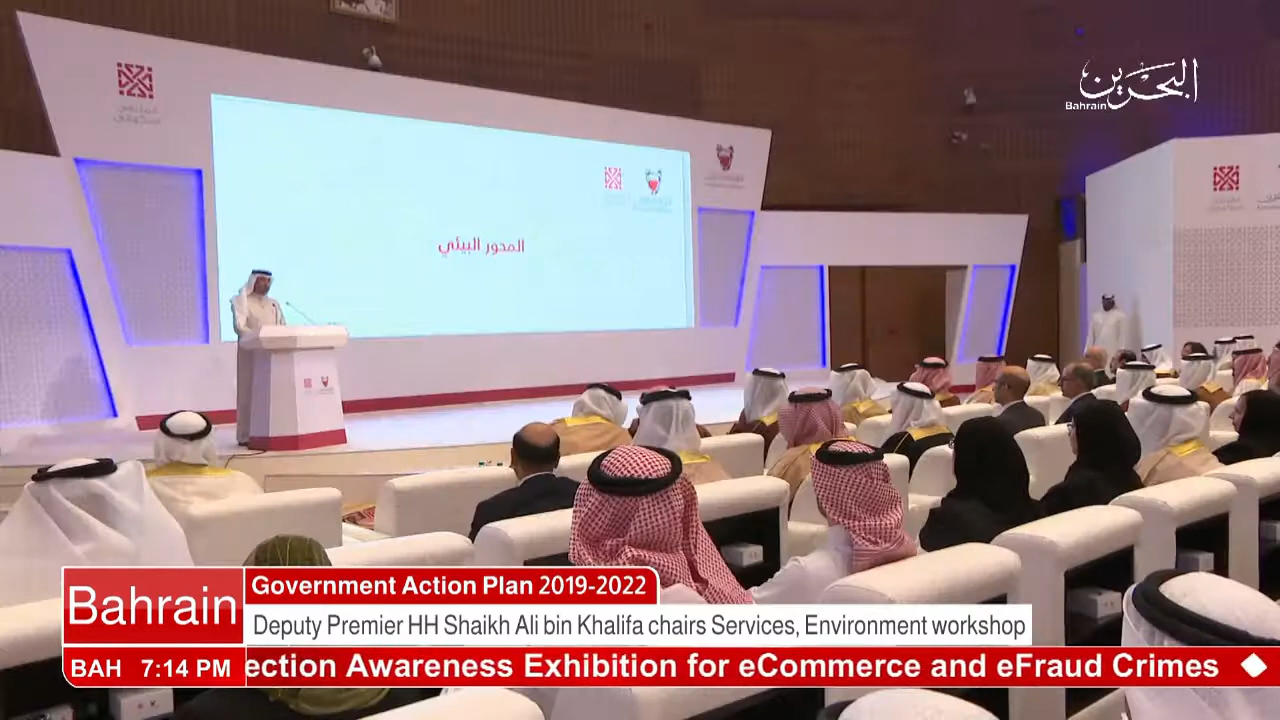 البحرين
Bahrain
المحور البيئي
Bahrain
Government Action Plan 2019-2022
Deputy Premier HH Shaikh Ali bin Khalifa chairs Services, Environment workshop
BAH 7:14 PM
ection Awareness Exhibition for eCommerce and eFraud Crimes